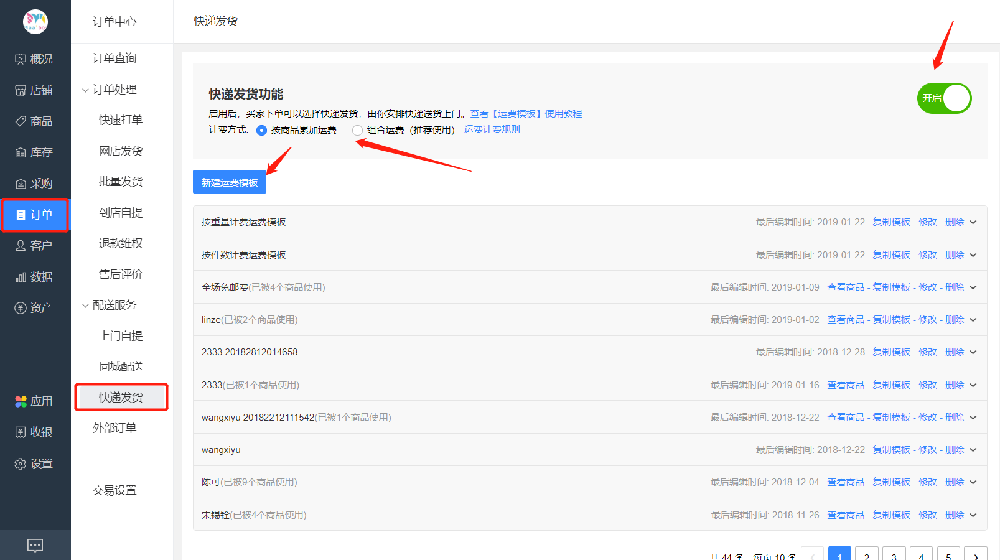 概况
店铺
商品
库存
采购
订单
客户
数据
资产
应用
收银
设置
订单中心
订单查询
订单处理
快速打单
网店发货
批量发货
到店自提
退款维权
售后评价
配送服务
上门自提
同城配送
快递发货
外部订单
交易设置
快递发货
快递发货功能
启用后，买家下单可以选择快递发货，由你安排快递送货上门。查看【运费模板】使用教程
计费方式: 按商品累加运费 组合运费（推荐使用） 运费计费规则
开启
新建运费模板
按重量计费运费模板 最后编辑时间: 2019-01-22 复制模板 - 修改 - 删除
按件数计费运费模板 最后编辑时间: 2019-01-22 复制模板 - 修改 - 删除
全场免邮费(已被4个商品使用) 最后编辑时间: 2019-01-09 查看商品 - 复制模板 - 修改 - 删除
linze(已被2个商品使用) 最后编辑时间: 2019-01-02 查看商品 - 复制模板 - 修改 - 删除
2333 20182812014658 最后编辑时间: 2018-12-28 复制模板 - 修改 - 删除
2333(已被1个商品使用) 最后编辑时间: 2019-01-16 查看商品 - 复制模板 - 修改 - 删除
wangxiyu 20182212111542(已被1个商品使用) 最后编辑时间: 2018-12-22 查看商品 - 复制模板 - 修改 - 删除
wangxiyu 最后编辑时间: 2018-12-22 复制模板 - 修改 - 删除
陈可(已被9个商品使用) 最后编辑时间: 2018-12-04 查看商品 - 复制模板 - 修改 - 删除
宋锡铨(已被4个商品使用) 最后编辑时间: 2018-11-26 查看商品 - 复制模板 - 修改 - 删除
共 44 条 每页 10 条 1 2 3 4 5